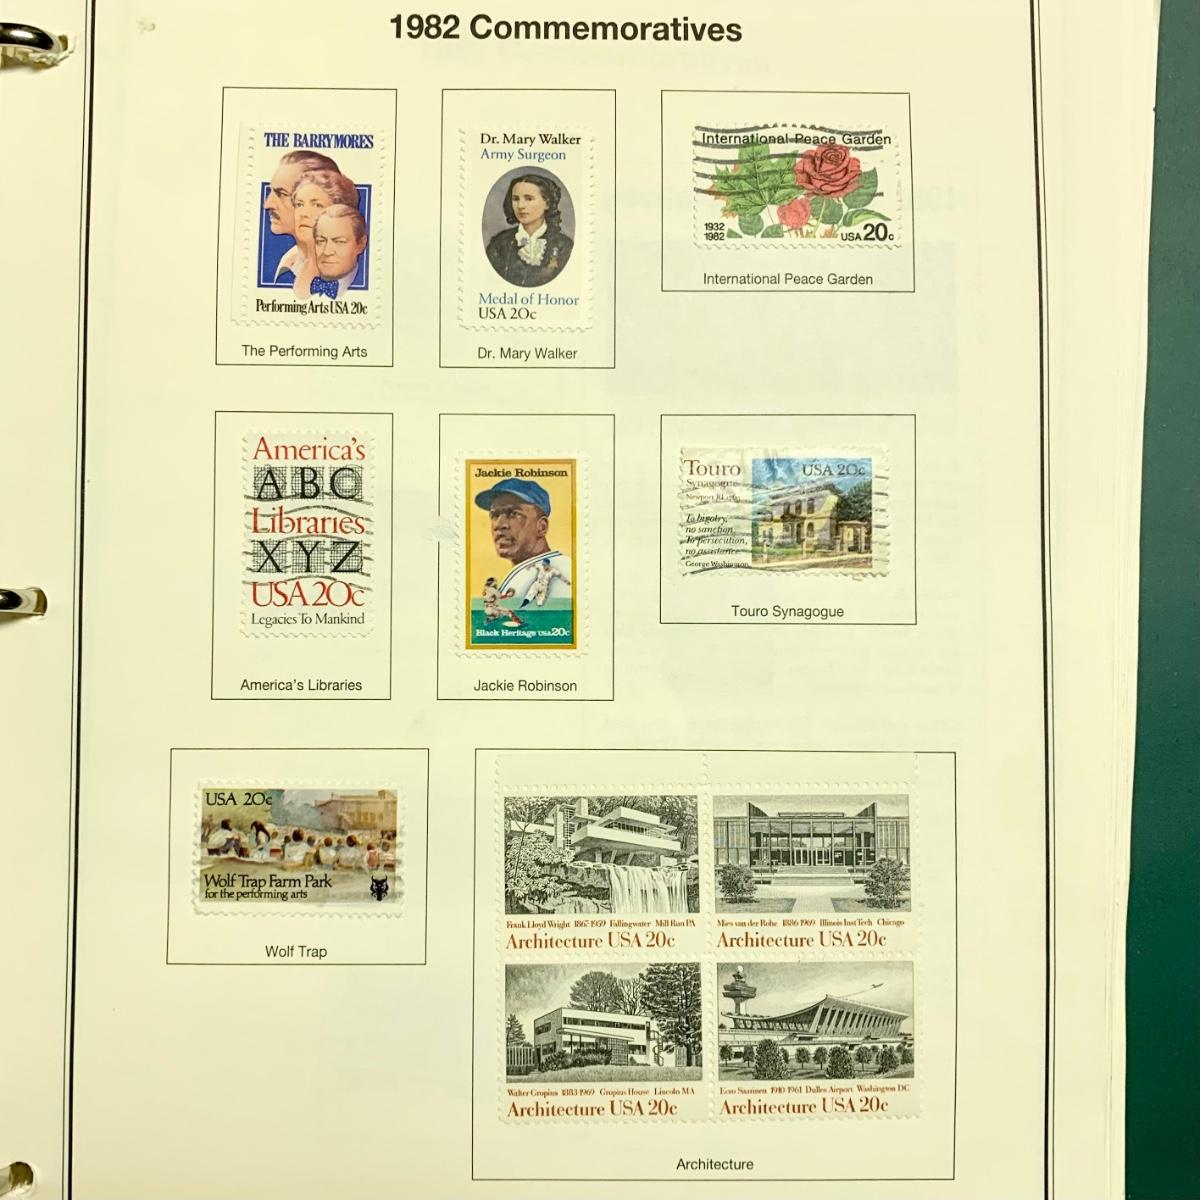 1982 Commemoratives
THE BARRYMORES
Performing Arts USA 20c
The Performing Arts
Dr. Mary Walker
Army Surgeon
Medal of Honor
USA 20c
Dr. Mary Walker
International Peace Garden
1932
1982
USA 20c
International Peace Garden
America's
ABC
Libraries
XYZ
USA 20c
Legacies To Mankind
America's Libraries
Jackie Robinson
Black Heritage USA 20c
Jackie Robinson
Touro
Synagogue
Newport RI 1763
USA 20c
To bigotry,
no sanction,
To persecution,
no assistance.
George Washington
Touro Synagogue
USA 20c
Wolf Trap Farm Park
for the performing arts
Wolf Trap
Frank Lloyd Wright 1867-1959 Fallingwater Mill Run PA
Architecture USA 20c
Mies van der Rohe 1886-1969 Illinois Inst Tech Chicago
Architecture USA 20c
Walter Gropius 1883-1969 Gropius House Lincoln MA
Architecture USA 20c
Eero Saarinen 1910-1961 Dulles Airport Washington DC
Architecture USA 20c
Architecture